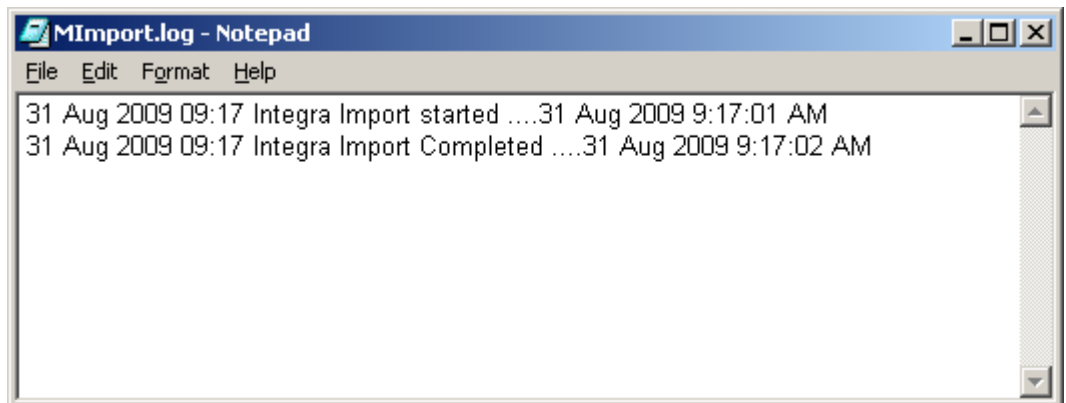 MImport.log - Notepad
File Edit Format Help
31 Aug 2009 09:17 Integra Import started ....31 Aug 2009 9:17:01 AM
31 Aug 2009 09:17 Integra Import Completed ....31 Aug 2009 9:17:02 AM